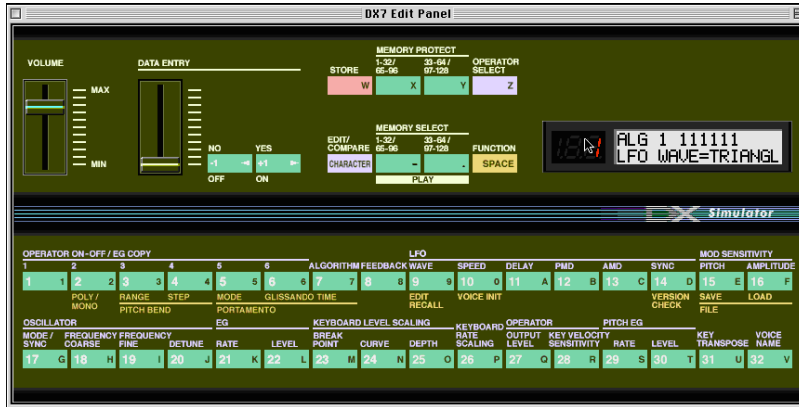 DX7 Edit Panel
VOLUME
MAX
MIN
DATA ENTRY
NO YES
-1 +1
OFF ON
MEMORY PROTECT
STORE 1-32/ 65-96 33-64/ 97-128 OPERATOR SELECT
W X Y Z
MEMORY SELECT
EDIT/ COMPARE 1-32/ 65-96 33-64/ 97-128 FUNCTION
CHARACTER – . SPACE
PLAY
ALG 1 111111
LFO WAVE=TRIANGL
DX Simulator
OPERATOR ON-OFF / EG COPY LFO MOD SENSITIVITY
1 2 3 4 5 6 ALGORITHM FEEDBACK WAVE SPEED DELAY PMD AMD SYNC PITCH AMPLITUDE
1 1 2 2 3 3 4 4 5 5 6 6 7 7 8 8 9 9 10 0 11 A 12 B 13 C 14 D 15 E 16 F
POLY / MONO RANGE STEP MODE GLISSANDO TIME EDIT RECALL VOICE INIT VERSION CHECK SAVE LOAD
PITCH BEND PORTAMENTO FILE
OSCILLATOR EG KEYBOARD LEVEL SCALING KEYBOARD RATE SCALING OPERATOR PITCH EG
MODE / SYNC FREQUENCY COARSE FREQUENCY FINE DETUNE RATE LEVEL BREAK POINT CURVE DEPTH OUTPUT LEVEL KEY VELOCITY SENSITIVITY RATE LEVEL KEY TRANSPOSE VOICE NAME
17 G 18 H 19 I 20 J 21 K 22 L 23 M 24 N 25 O 26 P 27 Q 28 R 29 S 30 T 31 U 32 V